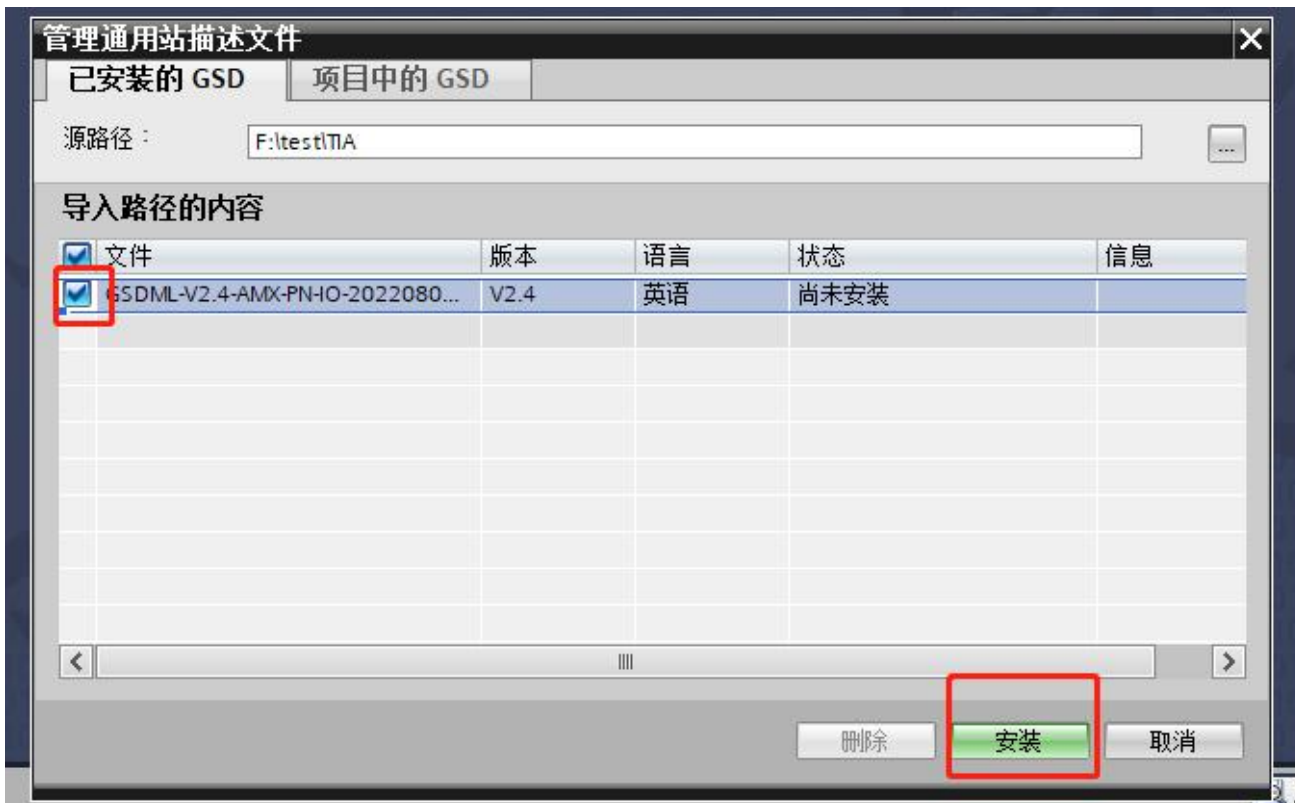 管理通用站描述文件
已安装的 GSD 项目中的 GSD
源路径： F:\test\TIA ...
导入路径的内容
文件 版本 语言 状态 信息
GSDML-V2.4-AMX-PN-IO-2022080... V2.4 英语 尚未安装
删除 安装 取消